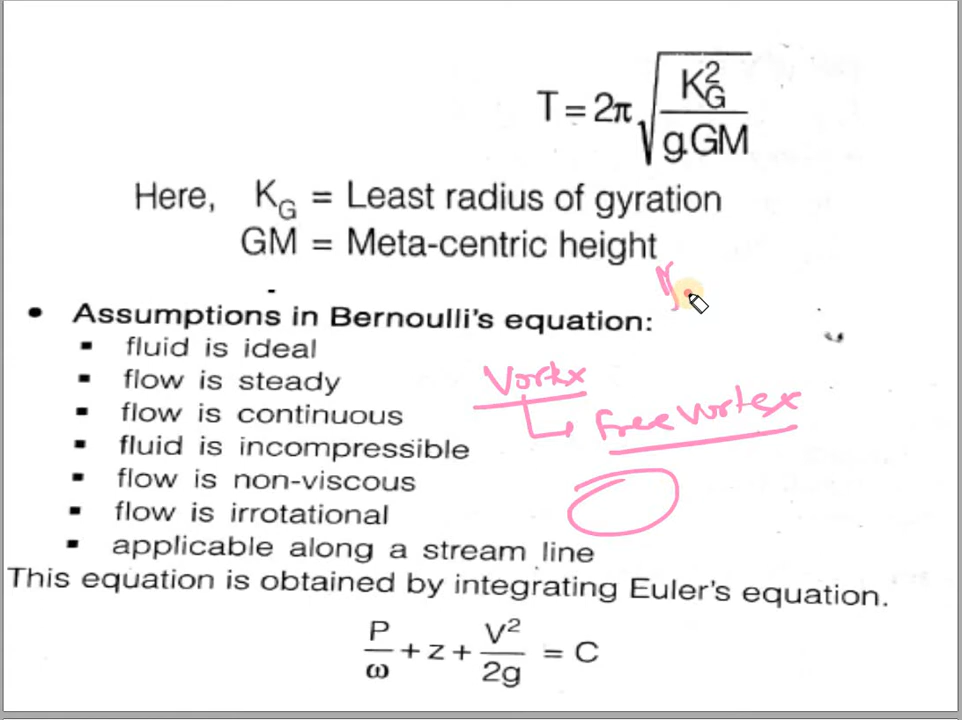 T = 2π √(K_G² / g.GM)
Here, K_G = Least radius of gyration
GM = Meta-centric height
• Assumptions in Bernoulli's equation:
▪ fluid is ideal
▪ flow is steady
▪ flow is continuous
▪ fluid is incompressible
▪ flow is non-viscous
▪ flow is irrotational
▪ applicable along a stream line
Vortex
Free Vortex
This equation is obtained by integrating Euler's equation.
P/ω + z + V²/2g = C